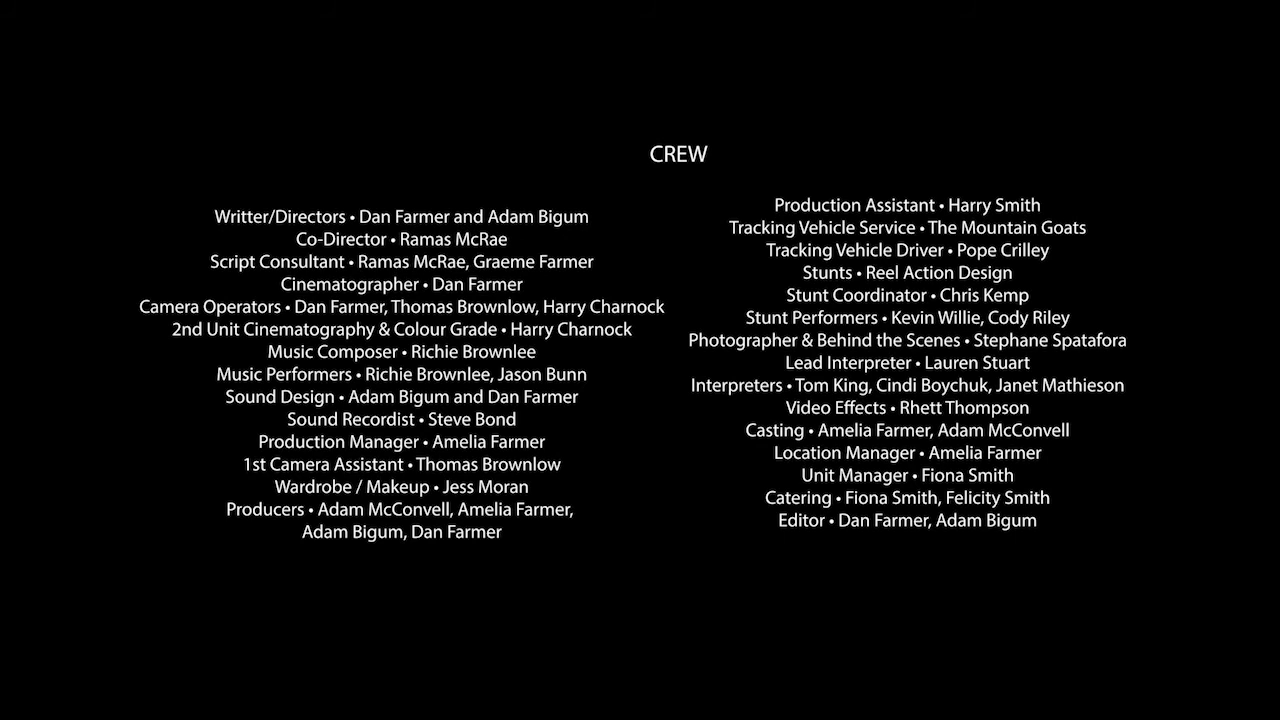 CREW
Writter/Directors • Dan Farmer and Adam Bigum
Co-Director • Ramas McRae
Script Consultant • Ramas McRae, Graeme Farmer
Cinematographer • Dan Farmer
Camera Operators • Dan Farmer, Thomas Brownlow, Harry Charnock
2nd Unit Cinematography & Colour Grade • Harry Charnock
Music Composer • Richie Brownlee
Music Performers • Richie Brownlee, Jason Bunn
Sound Design • Adam Bigum and Dan Farmer
Sound Recordist • Steve Bond
Production Manager • Amelia Farmer
1st Camera Assistant • Thomas Brownlow
Wardrobe / Makeup • Jess Moran
Producers • Adam McConvell, Amelia Farmer,
Adam Bigum, Dan Farmer
Production Assistant • Harry Smith
Tracking Vehicle Service • The Mountain Goats
Tracking Vehicle Driver • Pope Crilley
Stunts • Reel Action Design
Stunt Coordinator • Chris Kemp
Stunt Performers • Kevin Willie, Cody Riley
Photographer & Behind the Scenes • Stephane Spatafora
Lead Interpreter • Lauren Stuart
Interpreters • Tom King, Cindi Boychuk, Janet Mathieson
Video Effects • Rhett Thompson
Casting • Amelia Farmer, Adam McConvell
Location Manager • Amelia Farmer
Unit Manager • Fiona Smith
Catering • Fiona Smith, Felicity Smith
Editor • Dan Farmer, Adam Bigum